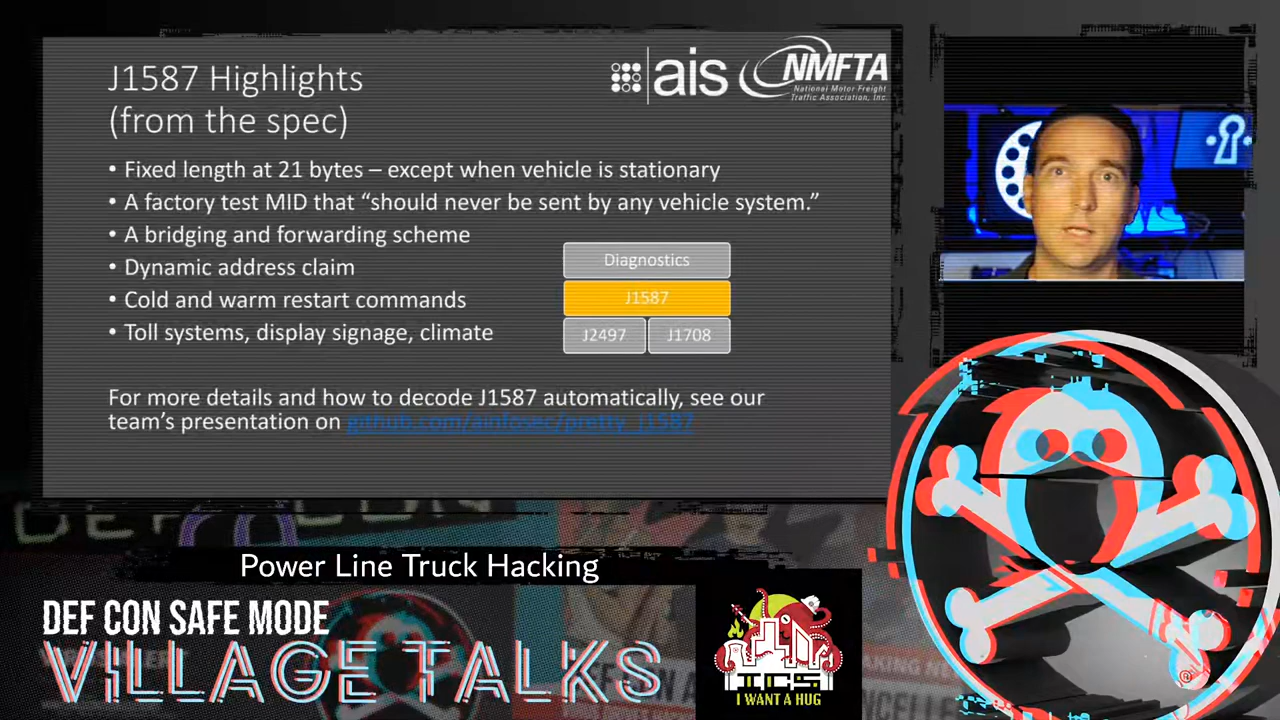 J1587 Highlights
(from the spec)
ais
NMFTA
National Motor Freight
Traffic Association, Inc.
• Fixed length at 21 bytes – except when vehicle is stationary
• A factory test MID that “should never be sent by any vehicle system.”
• A bridging and forwarding scheme
• Dynamic address claim
• Cold and warm restart commands
• Toll systems, display signage, climate
Diagnostics
J1587
J2497
J1708
For more details and how to decode J1587 automatically, see our
team’s presentation on github.com/ainfosec/pretty_j1587
Power Line Truck Hacking
DEF CON SAFE MODE
VILLAGE TALKS
ICS
I WANT A HUG
DEF CON